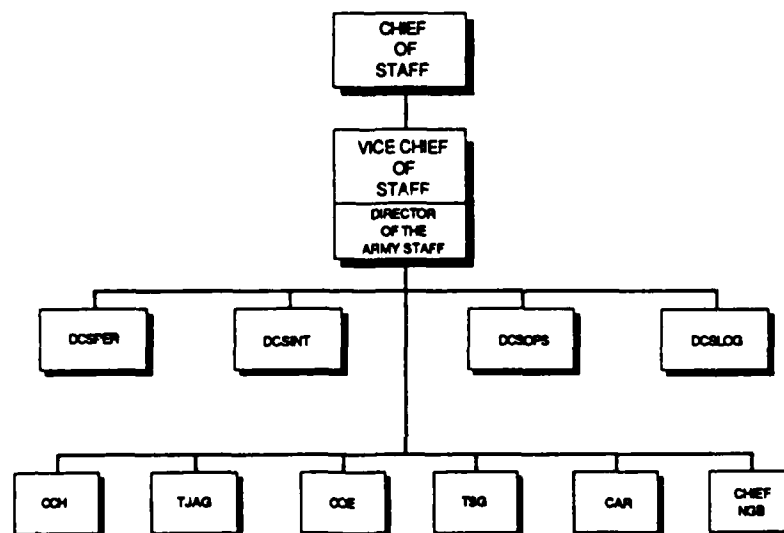 CHIEF
OF
STAFF
VICE CHIEF
OF
STAFF
DIRECTOR
OF THE
ARMY STAFF
DCSPER
DCSINT
DCSOPS
DCSLOG
CCH
TJAG
COE
TSG
CAR
CHIEF
NGB